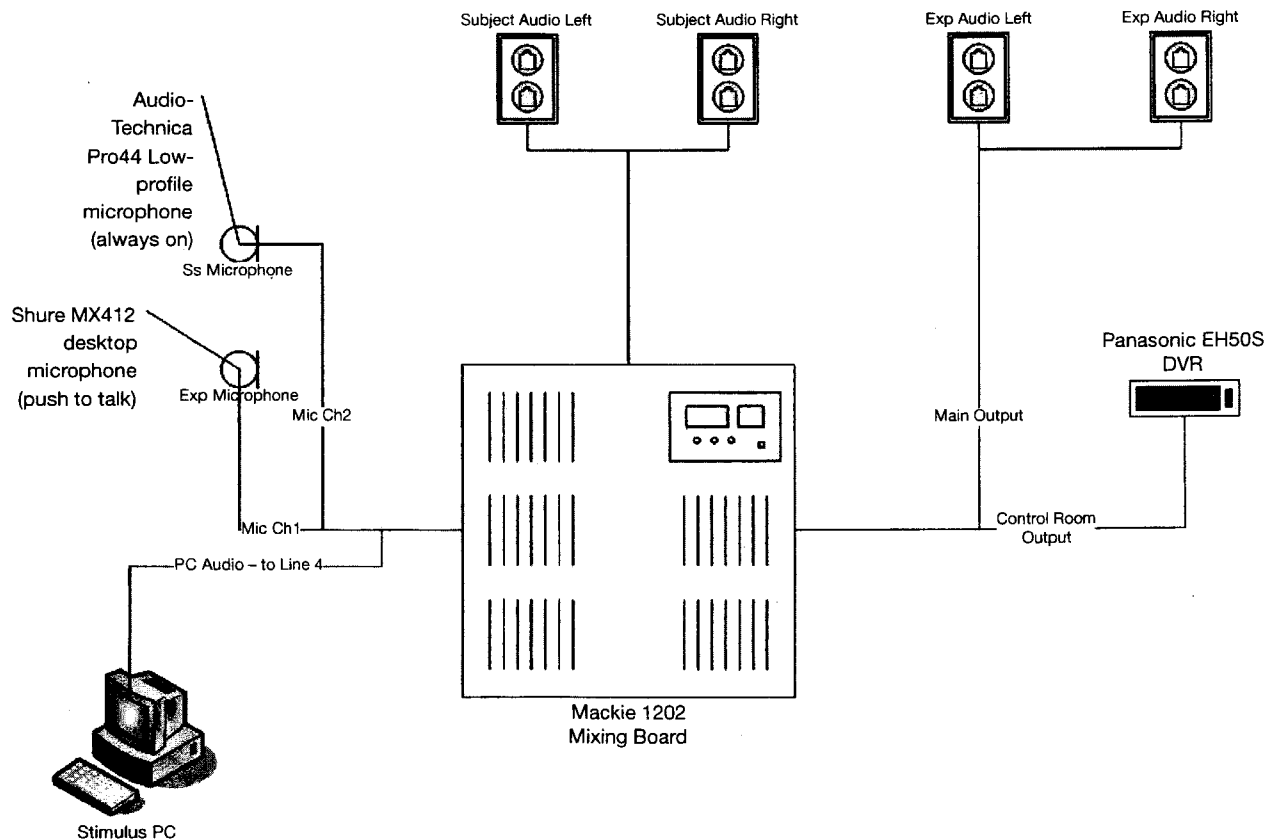 Subject Audio Left
Subject Audio Right
Exp Audio Left
Exp Audio Right
Audio-
Technica
Pro44 Low-
profile
microphone
(always on)
Ss Microphone
Shure MX412
desktop
microphone
(push to talk)
Exp Microphone
Mic Ch2
Main Output
Panasonic EH50S
DVR
Mic Ch1
Control Room
Output
PC Audio – to Line 4
Mackie 1202
Mixing Board
Stimulus PC